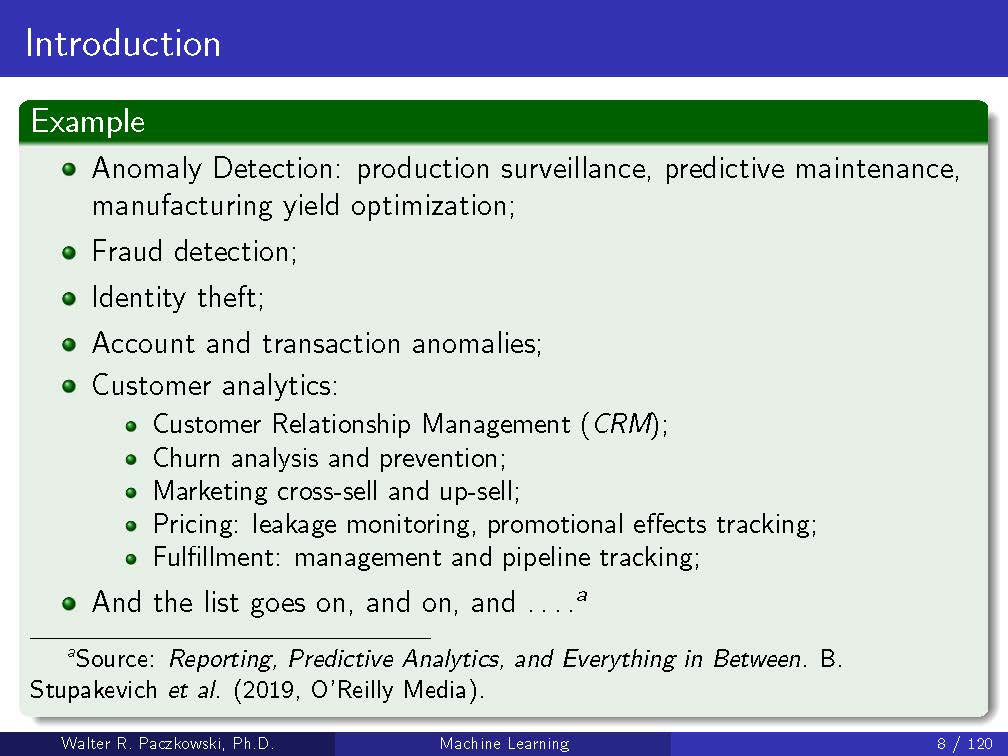 Introduction
Example
Anomaly Detection: production surveillance, predictive maintenance,
manufacturing yield optimization;
Fraud detection;
Identity theft;
Account and transaction anomalies;
Customer analytics:
Customer Relationship Management (CRM);
Churn analysis and prevention;
Marketing cross-sell and up-sell;
Pricing: leakage monitoring, promotional effects tracking;
Fulfillment: management and pipeline tracking;
And the list goes on, and on, and . . . .a
aSource: Reporting, Predictive Analytics, and Everything in Between. B.
Stupakevich et al. (2019, O'Reilly Media).
Walter R. Paczkowski, Ph.D. Machine Learning 8 / 120